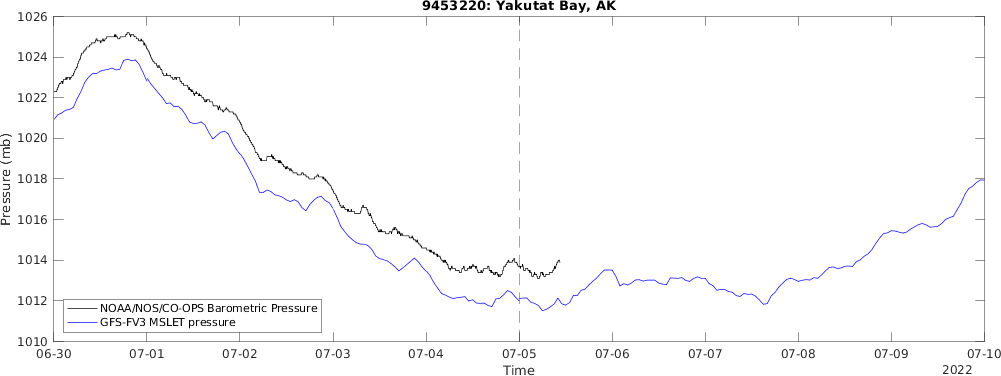 9453220: Yakutat Bay, AK
Pressure (mb)
1026
1024
1022
1020
1018
1016
1014
1012
1010
NOAA/NOS/CO-OPS Barometric Pressure
GFS-FV3 MSLET pressure
06-30 07-01 07-02 07-03 07-04 07-05 07-06 07-07 07-08 07-09 07-10
Time
2022